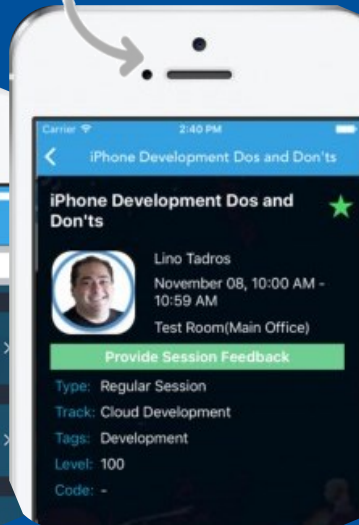 Carrier 2:40 PM
iPhone Development Dos and Don'ts
iPhone Development Dos and
Don'ts
Lino Tadros
November 08, 10:00 AM -
10:59 AM
Test Room(Main Office)
Provide Session Feedback
Type: Regular Session
Track: Cloud Development
Tags: Development
Level: 100
Code: -